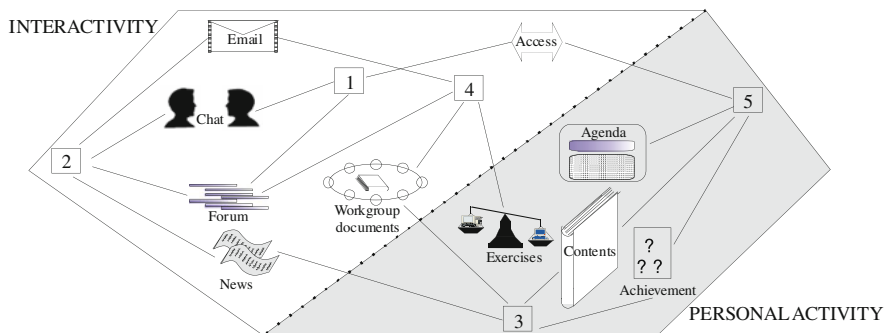 INTERACTIVITY
Email
Access
1
4
5
Chat
Agenda
2
Forum
Workgroup
documents
Contents
?
? ?
Exercises
News
Achievement
3
PERSONAL ACTIVITY